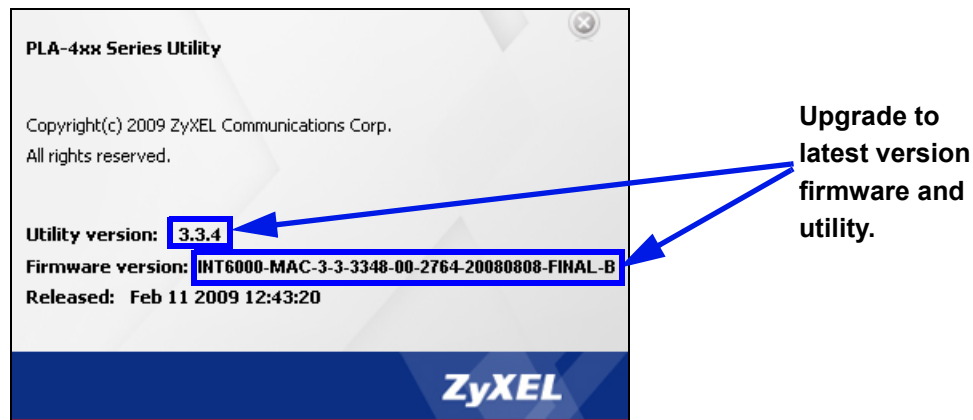 PLA-4xx Series Utility
Copyright(c) 2009 ZyXEL Communications Corp.
All rights reserved.
Utility version: 3.3.4
Firmware version: INT6000-MAC-3-3-3348-00-2764-20080808-FINAL-B
Released: Feb 11 2009 12:43:20
ZyXEL
Upgrade to
latest version
firmware and
utility.